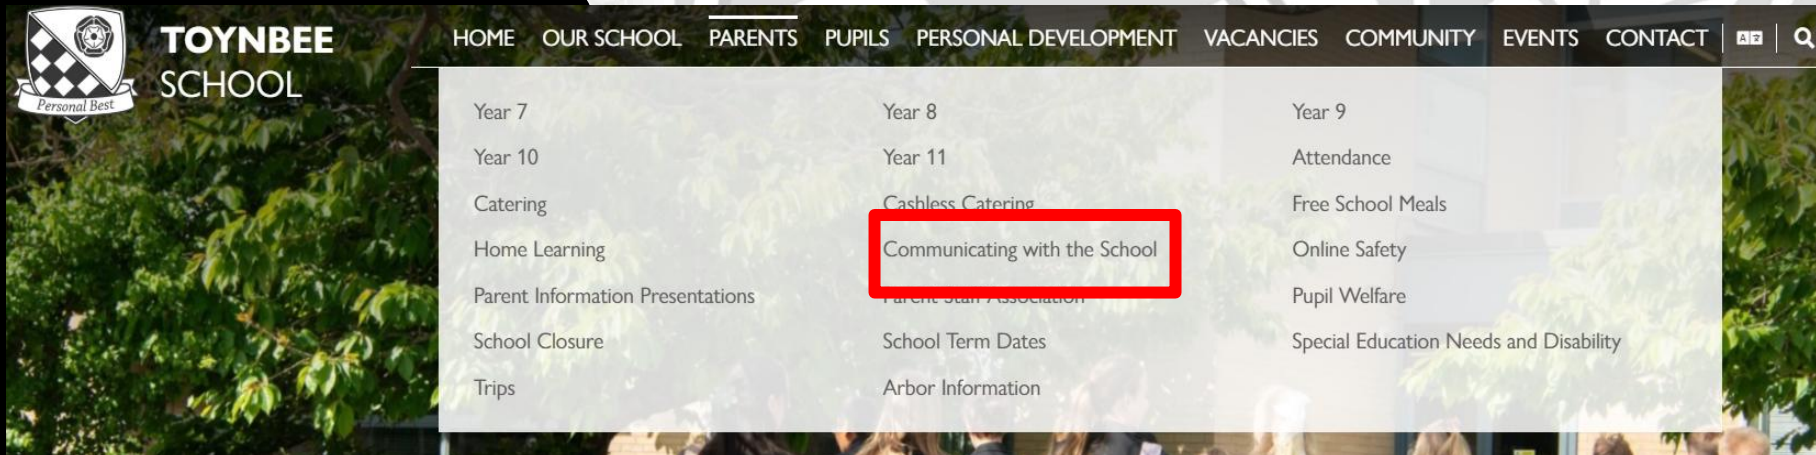 TOYNBEE
SCHOOL
Personal Best
HOME OUR SCHOOL PARENTS PUPILS PERSONAL DEVELOPMENT VACANCIES COMMUNITY EVENTS CONTACT
Year 7 Year 8 Year 9
Year 10 Year 11 Attendance
Catering Cashless Catering Free School Meals
Home Learning Communicating with the School Online Safety
Parent Information Presentations Parent Staff Association Pupil Welfare
School Closure School Term Dates Special Education Needs and Disability
Trips Arbor Information